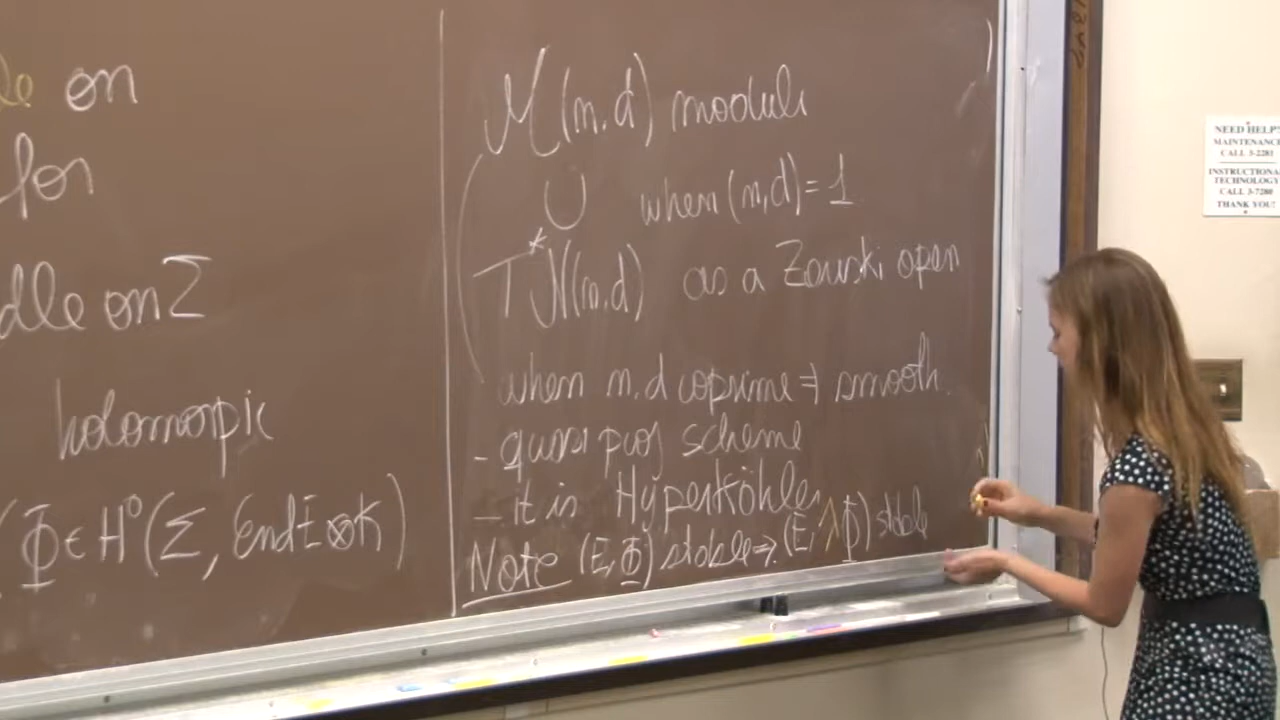 le on
for
dle on Σ
holomorpic
(Φ ∈ H⁰(Σ, End E ⊗ K)
M(n,d) moduli
∪ when (n,d) = 1
T*N(n,d) as a Zariski open
when n,d coprime ⇒ smooth.
- quasi proj scheme
- it is Hyperkähler
Note (E, Φ) stable ⇒ (E, λΦ) stable
NEED HELP?
MAINTENANCE
CALL 3-2281
INSTRUCTIONA
TECHNOLOGY
CALL 3-7280
THANK YOU!